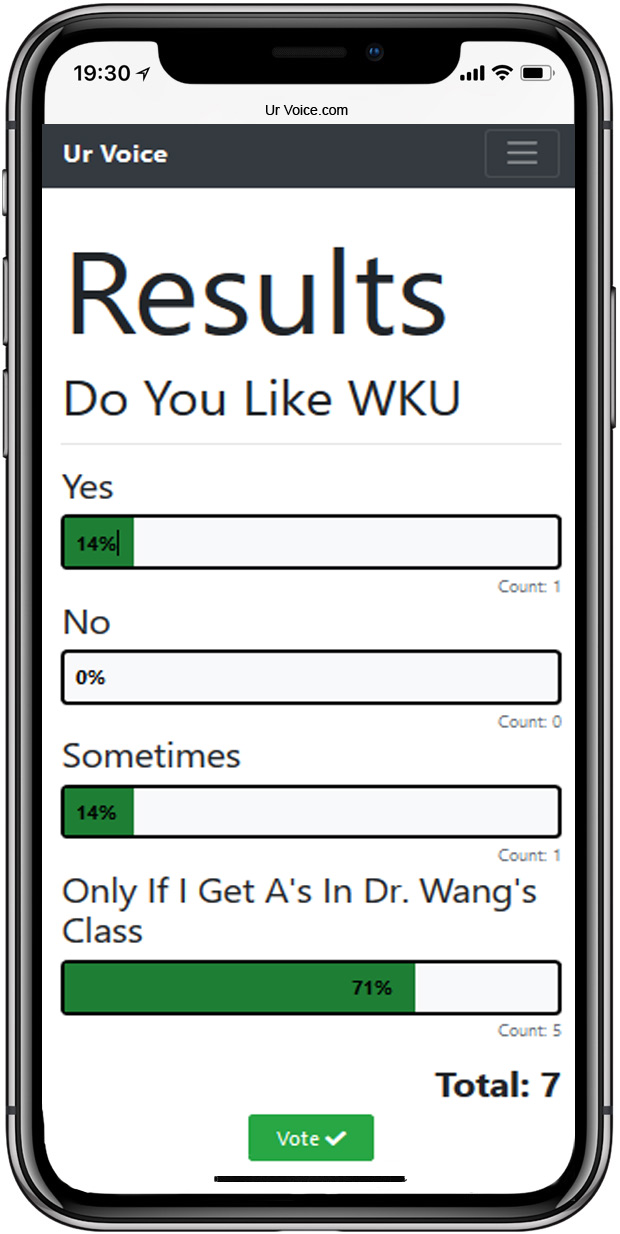 19:30
Ur Voice.com
Ur Voice
Results
Do You Like WKU
Yes
14%
Count: 1
No
0%
Count: 0
Sometimes
14%
Count: 1
Only If I Get A's In Dr. Wang's
Class
71%
Count: 5
Total: 7
Vote